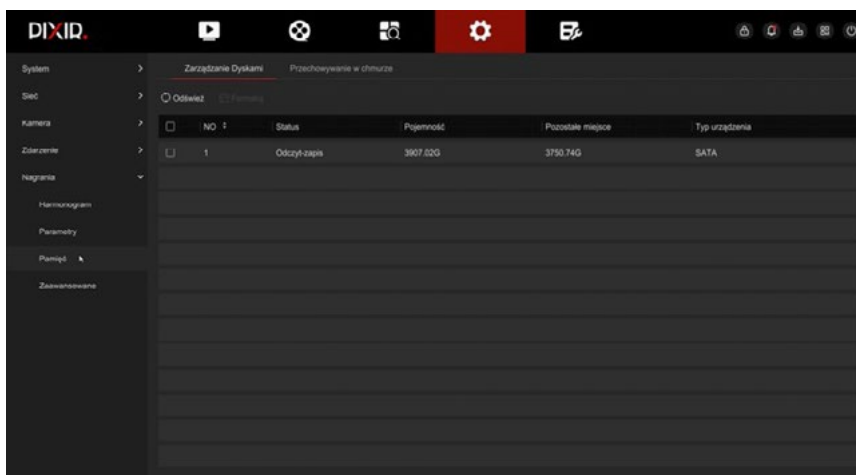 DIXIR.
System
Sieć
Kamera
Zdarzenie
Nagrania
Harmonogram
Parametry
Pamięć
Zaawansowane
Zarządzanie Dyskami Przechowywanie w chmurze
Odśwież Formatuj
NO Status Pojemność Pozostałe miejsce Typ urządzenia
1 Odczyt-zapis 3907.02G 3750.74G SATA